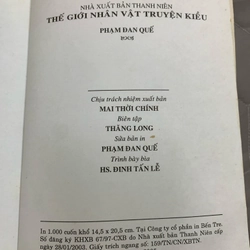 NHÀ XUẤT BẢN THANH NIÊN
THẾ GIỚI NHÂN VẬT TRUYỆN KIỀU
PHẠM ĐAN QUẾ
Chịu trách nhiệm xuất bản
MAI THỜI CHÍNH
Biên tập
THĂNG LONG
Sửa bản in
PHẠM ĐAN QUẾ
Trình bày bìa
HS. ĐINH TẤN LỄ
In 1.000 cuốn khổ 14,5 x 20,5 cm. Tại Công ty cổ phần in Bến Tre.
Số đăng ký KHXB 67/97-CXB do Nhà xuất bản Thanh Niên cấp
ngày 28/01/2003. Giấy trích ngang số: 159/TN/CN/XBTN.